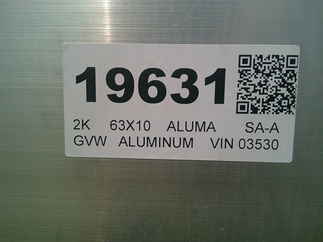 19631
2K 63X10 ALUMA SA-A
GVW ALUMINUM VIN 03530